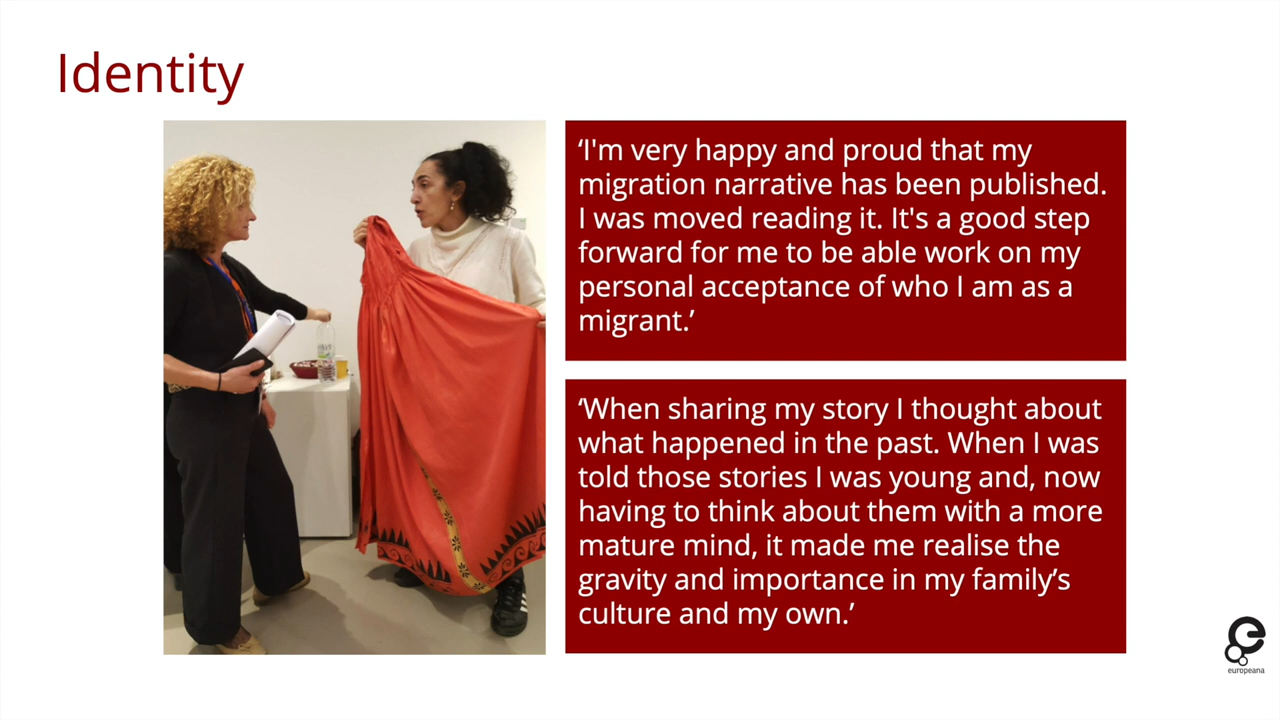 Identity
‘I'm very happy and proud that my
migration narrative has been published.
I was moved reading it. It's a good step
forward for me to be able work on my
personal acceptance of who I am as a
migrant.’
‘When sharing my story I thought about
what happened in the past. When I was
told those stories I was young and, now
having to think about them with a more
mature mind, it made me realise the
gravity and importance in my family’s
culture and my own.’
europeana